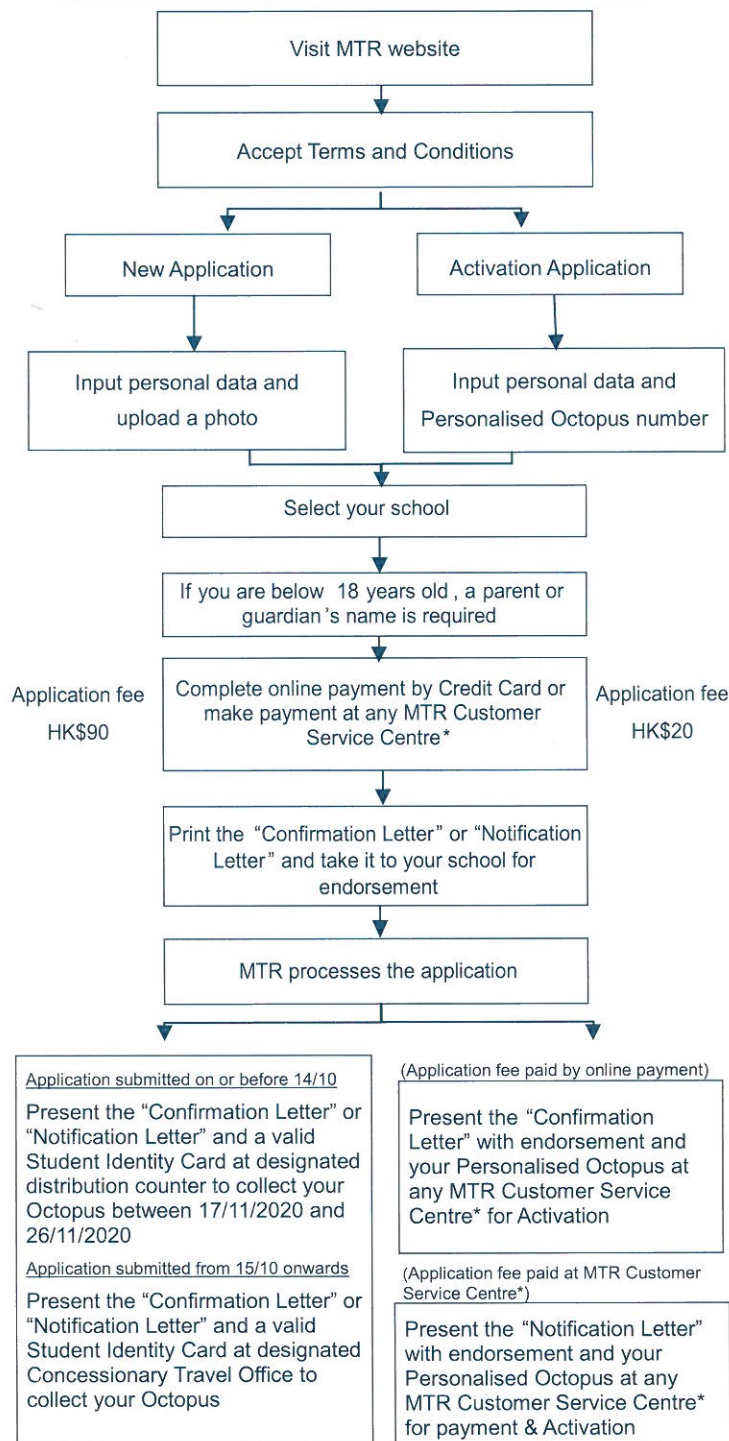 Visit MTR website
Accept Terms and Conditions
New Application
Activation Application
Input personal data and
upload a photo
Input personal data and
Personalised Octopus number
Select your school
If you are below 18 years old , a parent or
guardian 's name is required
Application fee
HK$90
Complete online payment by Credit Card or
make payment at any MTR Customer
Service Centre*
Application fee
HK$20
Print the “Confirmation Letter” or “Notification
Letter” and take it to your school for
endorsement
MTR processes the application
Application submitted on or before 14/10
Present the “Confirmation Letter” or
“Notification Letter” and a valid
Student Identity Card at designated
distribution counter to collect your
Octopus between 17/11/2020 and
26/11/2020
Application submitted from 15/10 onwards
Present the “Confirmation Letter” or
“Notification Letter” and a valid
Student Identity Card at designated
Concessionary Travel Office to
collect your Octopus
(Application fee paid by online payment)
Present the “Confirmation
Letter” with endorsement and
your Personalised Octopus at
any MTR Customer Service
Centre* for Activation
(Application fee paid at MTR Customer
Service Centre*)
Present the “Notification Letter”
with endorsement and your
Personalised Octopus at any
MTR Customer Service Centre*
for payment & Activation